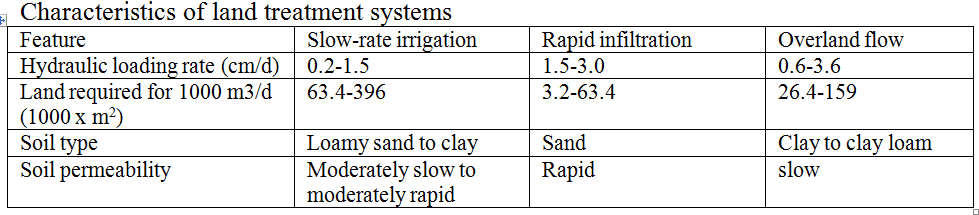 Characteristics of land treatment systems
Feature Slow-rate irrigation Rapid infiltration Overland flow
Hydraulic loading rate (cm/d) 0.2-1.5 1.5-3.0 0.6-3.6
Land required for 1000 m3/d 63.4-396 3.2-63.4 26.4-159
(1000 x m²)
Soil type Loamy sand to clay Sand Clay to clay loam
Soil permeability Moderately slow to Rapid slow
moderately rapid